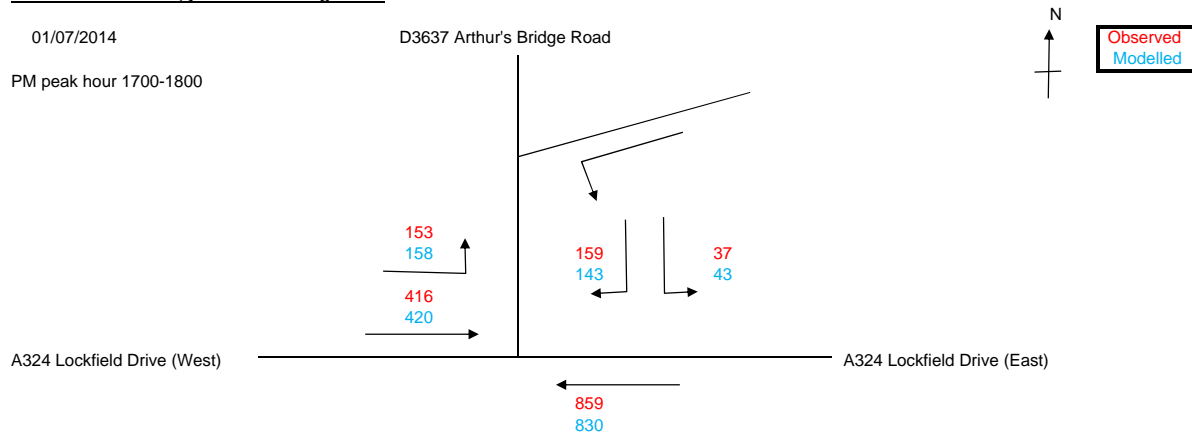 N
01/07/2014
D3637 Arthur's Bridge Road
Observed
Modelled
PM peak hour 1700-1800
153
158
159
143
37
43
416
420
A324 Lockfield Drive (West)
A324 Lockfield Drive (East)
859
830